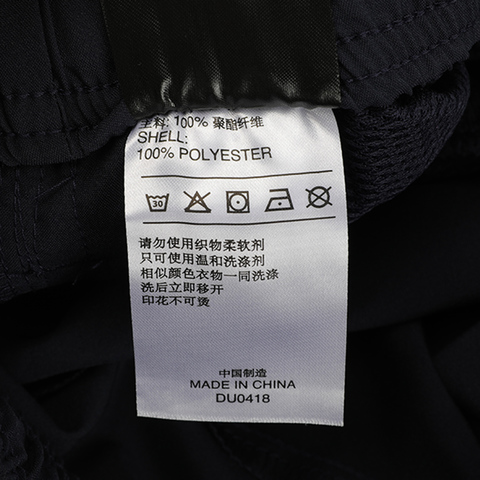 主料: 100% 聚酯纤维
SHELL:
100% POLYESTER
30
请勿使用织物柔软剂
只可使用温和洗涤剂
相似颜色衣物一同洗涤
洗后立即移开
印花不可烫
中国制造
MADE IN CHINA
DU0418